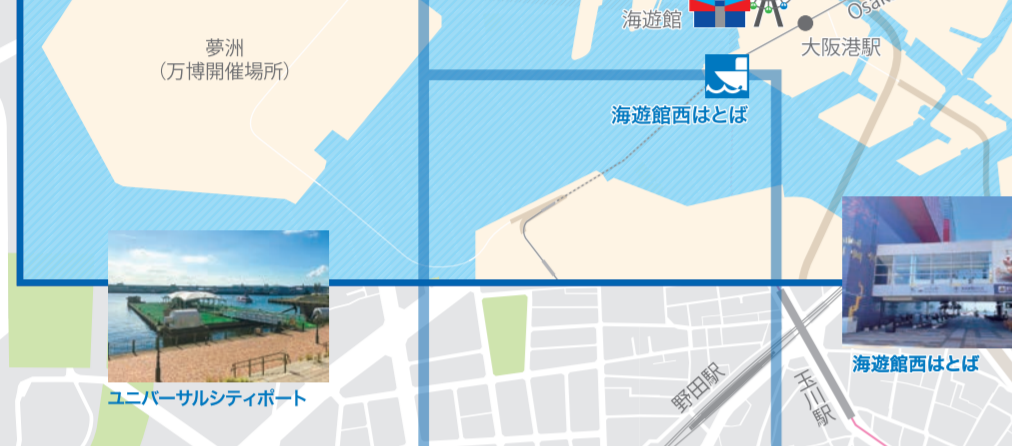 海遊館
Osak
大阪港駅
夢洲
（万博開催場所）
海遊館西はとば
野田駅
玉川駅
海遊館西はとば
ユニバーサルシティポート